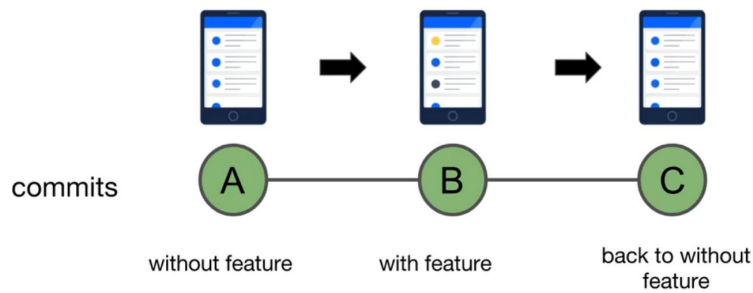 commits
A
B
C
without feature
with feature
back to without
feature